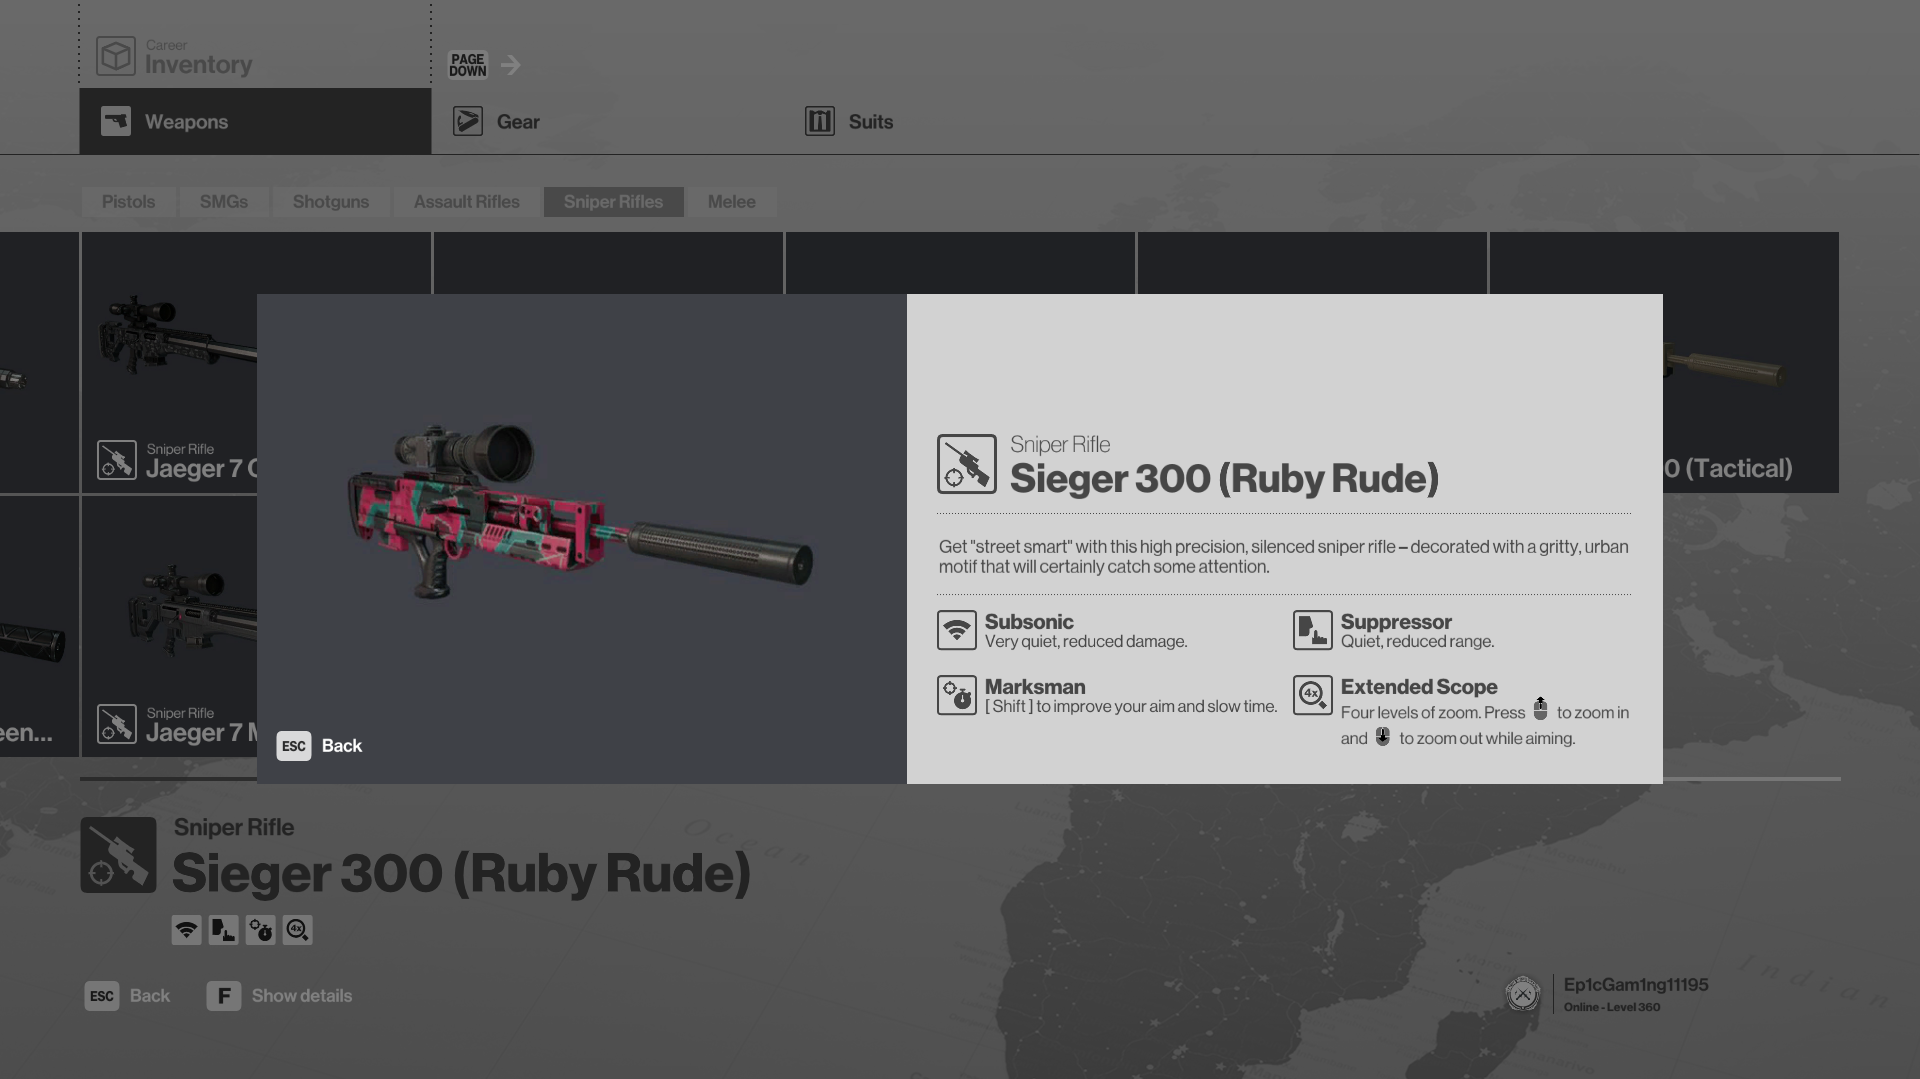 Career
Inventory
PAGE DOWN
Weapons
Gear
Suits
Pistols
SMGs
Shotguns
Assault Rifles
Sniper Rifles
Melee
Sniper Rifle
Jaeger 7
0 (Tactical)
Sniper Rifle
Sieger 300 (Ruby Rude)
Get "street smart" with this high precision, silenced sniper rifle – decorated with a gritty, urban
motif that will certainly catch some attention.
Subsonic
Very quiet, reduced damage.
Suppressor
Quiet, reduced range.
Marksman
[ Shift ] to improve your aim and slow time.
4x
Extended Scope
Four levels of zoom. Press to zoom in
and to zoom out while aiming.
een...
Sniper Rifle
Jaeger 7
ESC Back
Sniper Rifle
Sieger 300 (Ruby Rude)
4x
ESC Back
F Show details
Ocean
Indian
Ep1cGam1ng11195
Online - Level 360